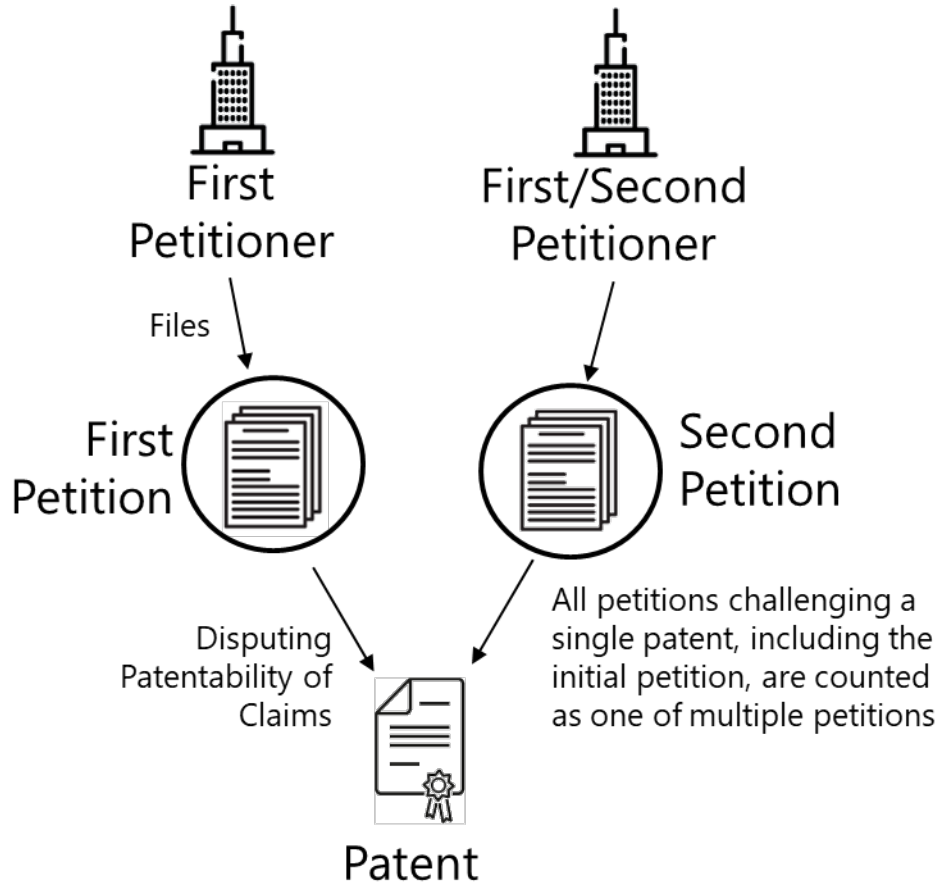 First
Petitioner
First/Second
Petitioner
Files
First
Petition
Second
Petition
Disputing
Patentability of
Claims
All petitions challenging a
single patent, including the
initial petition, are counted
as one of multiple petitions
Patent